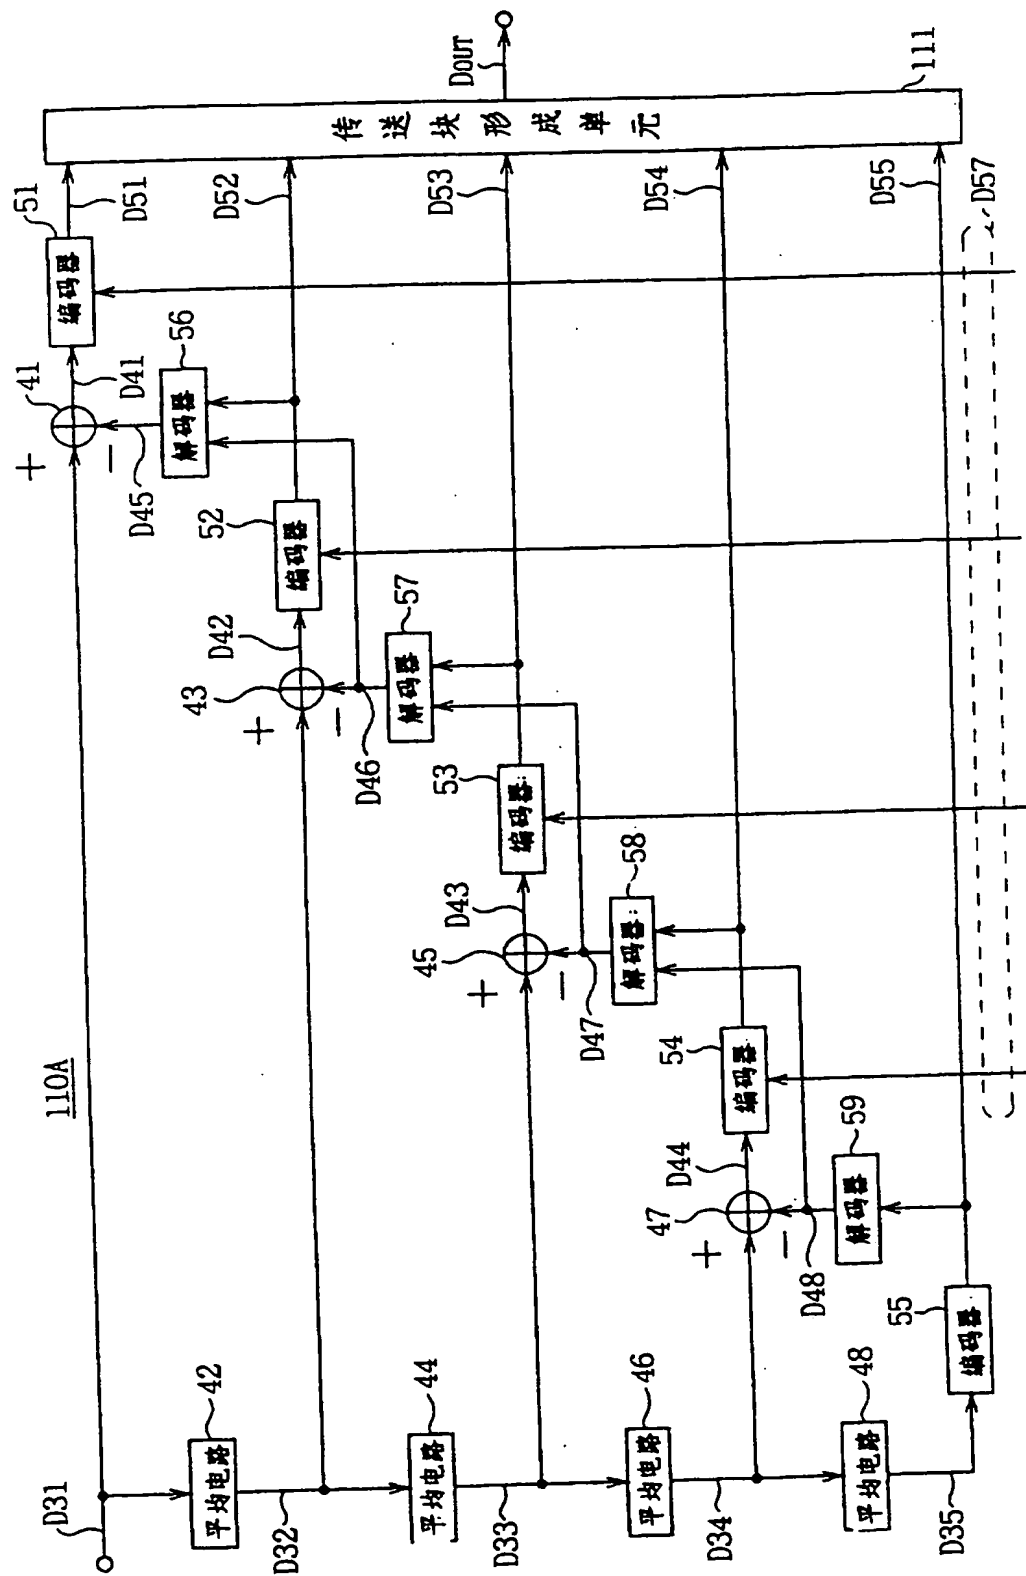 110A
D31
D32
D33
D34
D35
平均电路
42
平均电路
44
平均电路
46
平均电路
48
+
41
−
D41
D45
编码器
51
D51
解码器
56
+
43
−
D42
D46
编码器
52
D52
解码器
57
+
45
−
D43
D47
编码器
53
D53
解码器
58
+
47
−
D44
D48
编码器
54
D54
解码器
59
编码器
55
D55
D57
传送块形成单元
111
DOUT